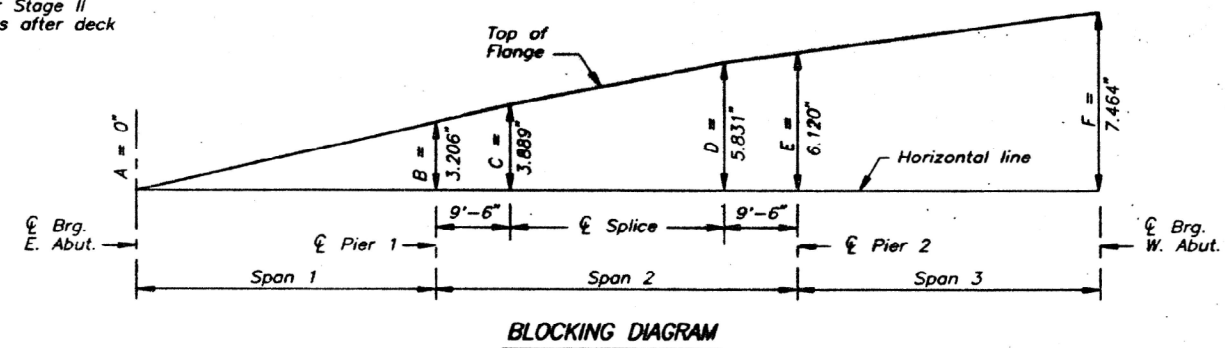 Stage II
s after deck
Top of
Flange
A = 0"
B =
3.206"
C =
3.889"
D =
5.831"
E =
6.120"
F =
7.464"
Horizontal line
9'-6"
9'-6"
℄ Brg.
E. Abut.
℄ Pier 1
℄ Splice
℄ Pier 2
℄ Brg.
W. Abut.
Span 1
Span 2
Span 3
BLOCKING DIAGRAM